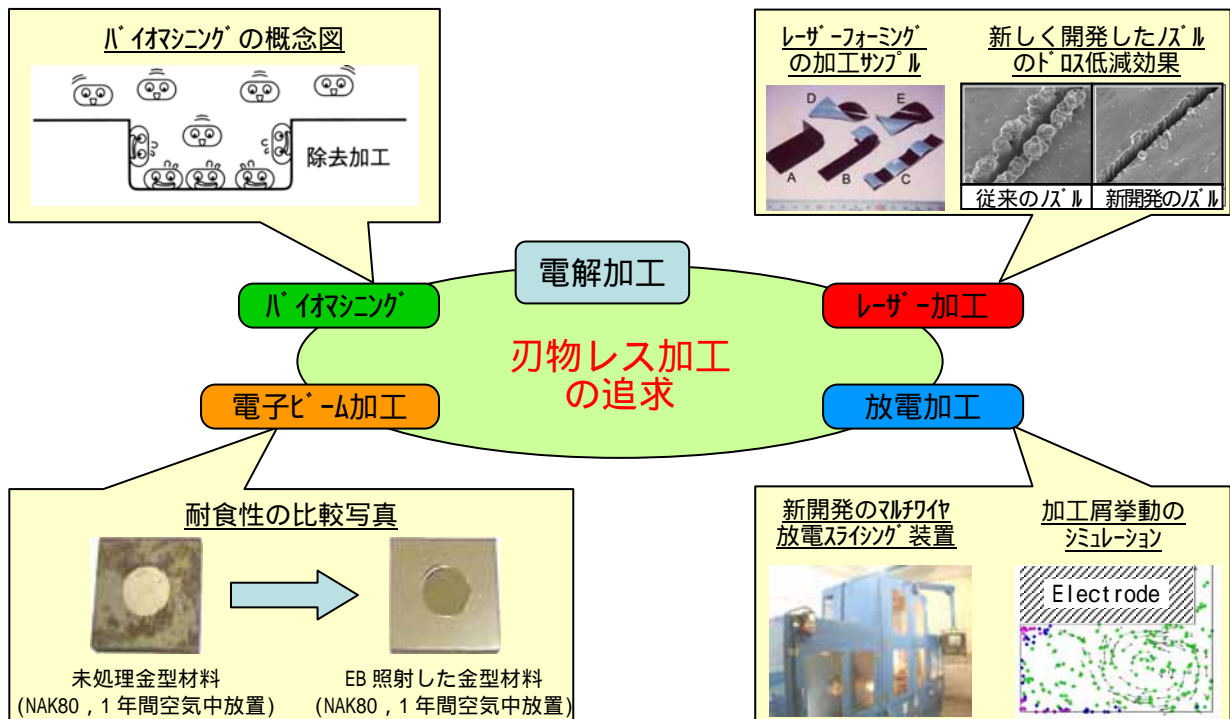 バイオマシニングの概念図
除去加工
レーザーフォーミング
の加工サンプル
D
E
A
B
C
新しく開発したノズル
のドロス低減効果
従来のノズル
新開発のノズル
電解加工
バイオマシニング
レーザー加工
刃物レス加工
の追求
電子ビーム加工
放電加工
耐食性の比較写真
未処理金型材料
(NAK80，1年間空気中放置)
EB照射した金型材料
(NAK80，1年間空気中放置)
新開発のマルチワイヤ
放電スライシング装置
加工屑挙動の
シミュレーション
Electrode